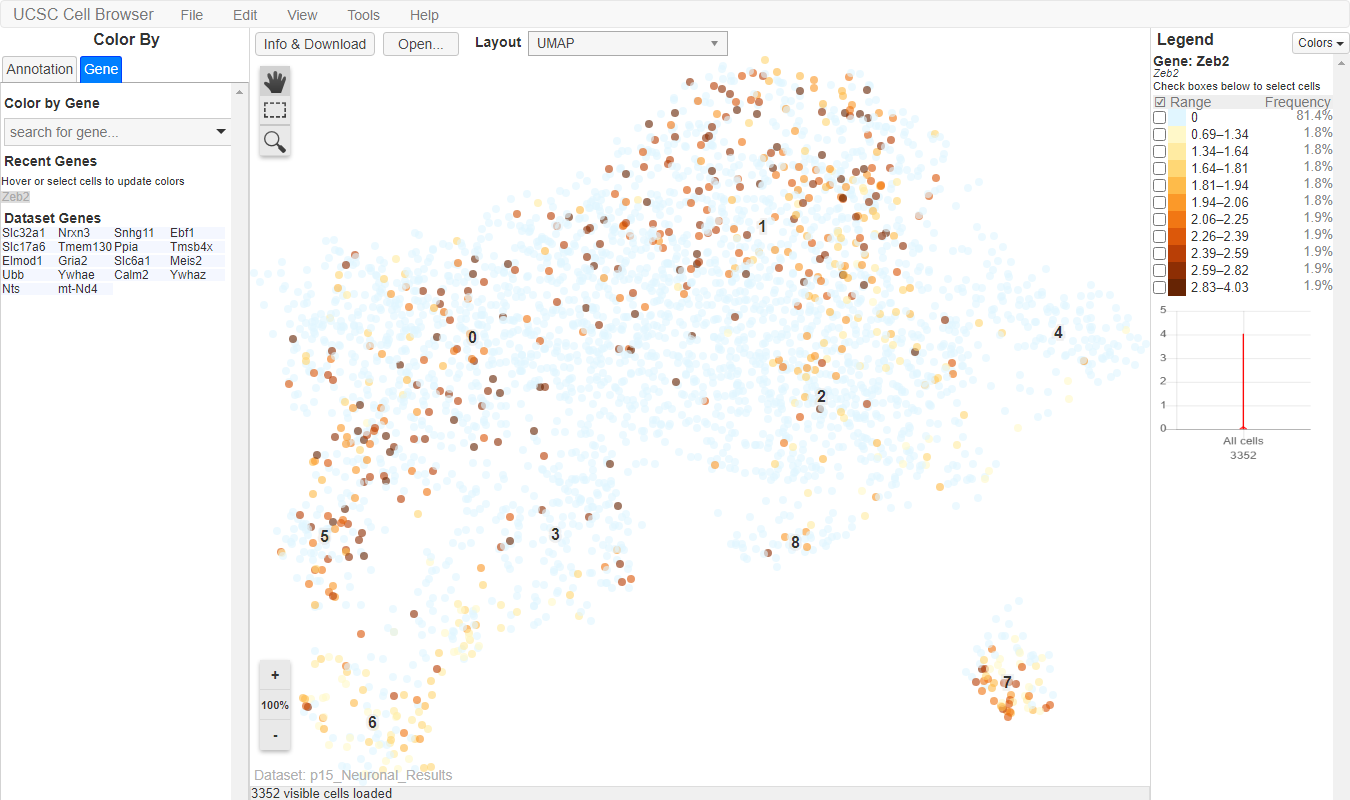 UCSC Cell Browser File Edit View Tools Help
Color By
Annotation Gene
Color by Gene
search for gene...
Recent Genes
Hover or select cells to update colors
Zeb2
Dataset Genes
Slc32a1 Nrxn3 Snhg11 Ebf1
Slc17a6 Tmem130 Ppia Tmsb4x
Elmod1 Gria2 Slc6a1 Meis2
Ubb Ywhae Calm2 Ywhaz
Nts mt-Nd4
Info & Download Open... Layout UMAP
1
0
4
2
5
3
8
7
6
+
100%
-
Dataset: p15_Neuronal_Results
3352 visible cells loaded
Legend Colors
Gene: Zeb2
Zeb2
Check boxes below to select cells
Range Frequency
0 81.4%
0.69–1.34 1.8%
1.34–1.64 1.8%
1.64–1.81 1.8%
1.81–1.94 1.8%
1.94–2.06 1.8%
2.06–2.25 1.9%
2.26–2.39 1.9%
2.39–2.59 1.9%
2.59–2.82 1.9%
2.83–4.03 1.9%
5
4
3
2
1
0
All cells
3352